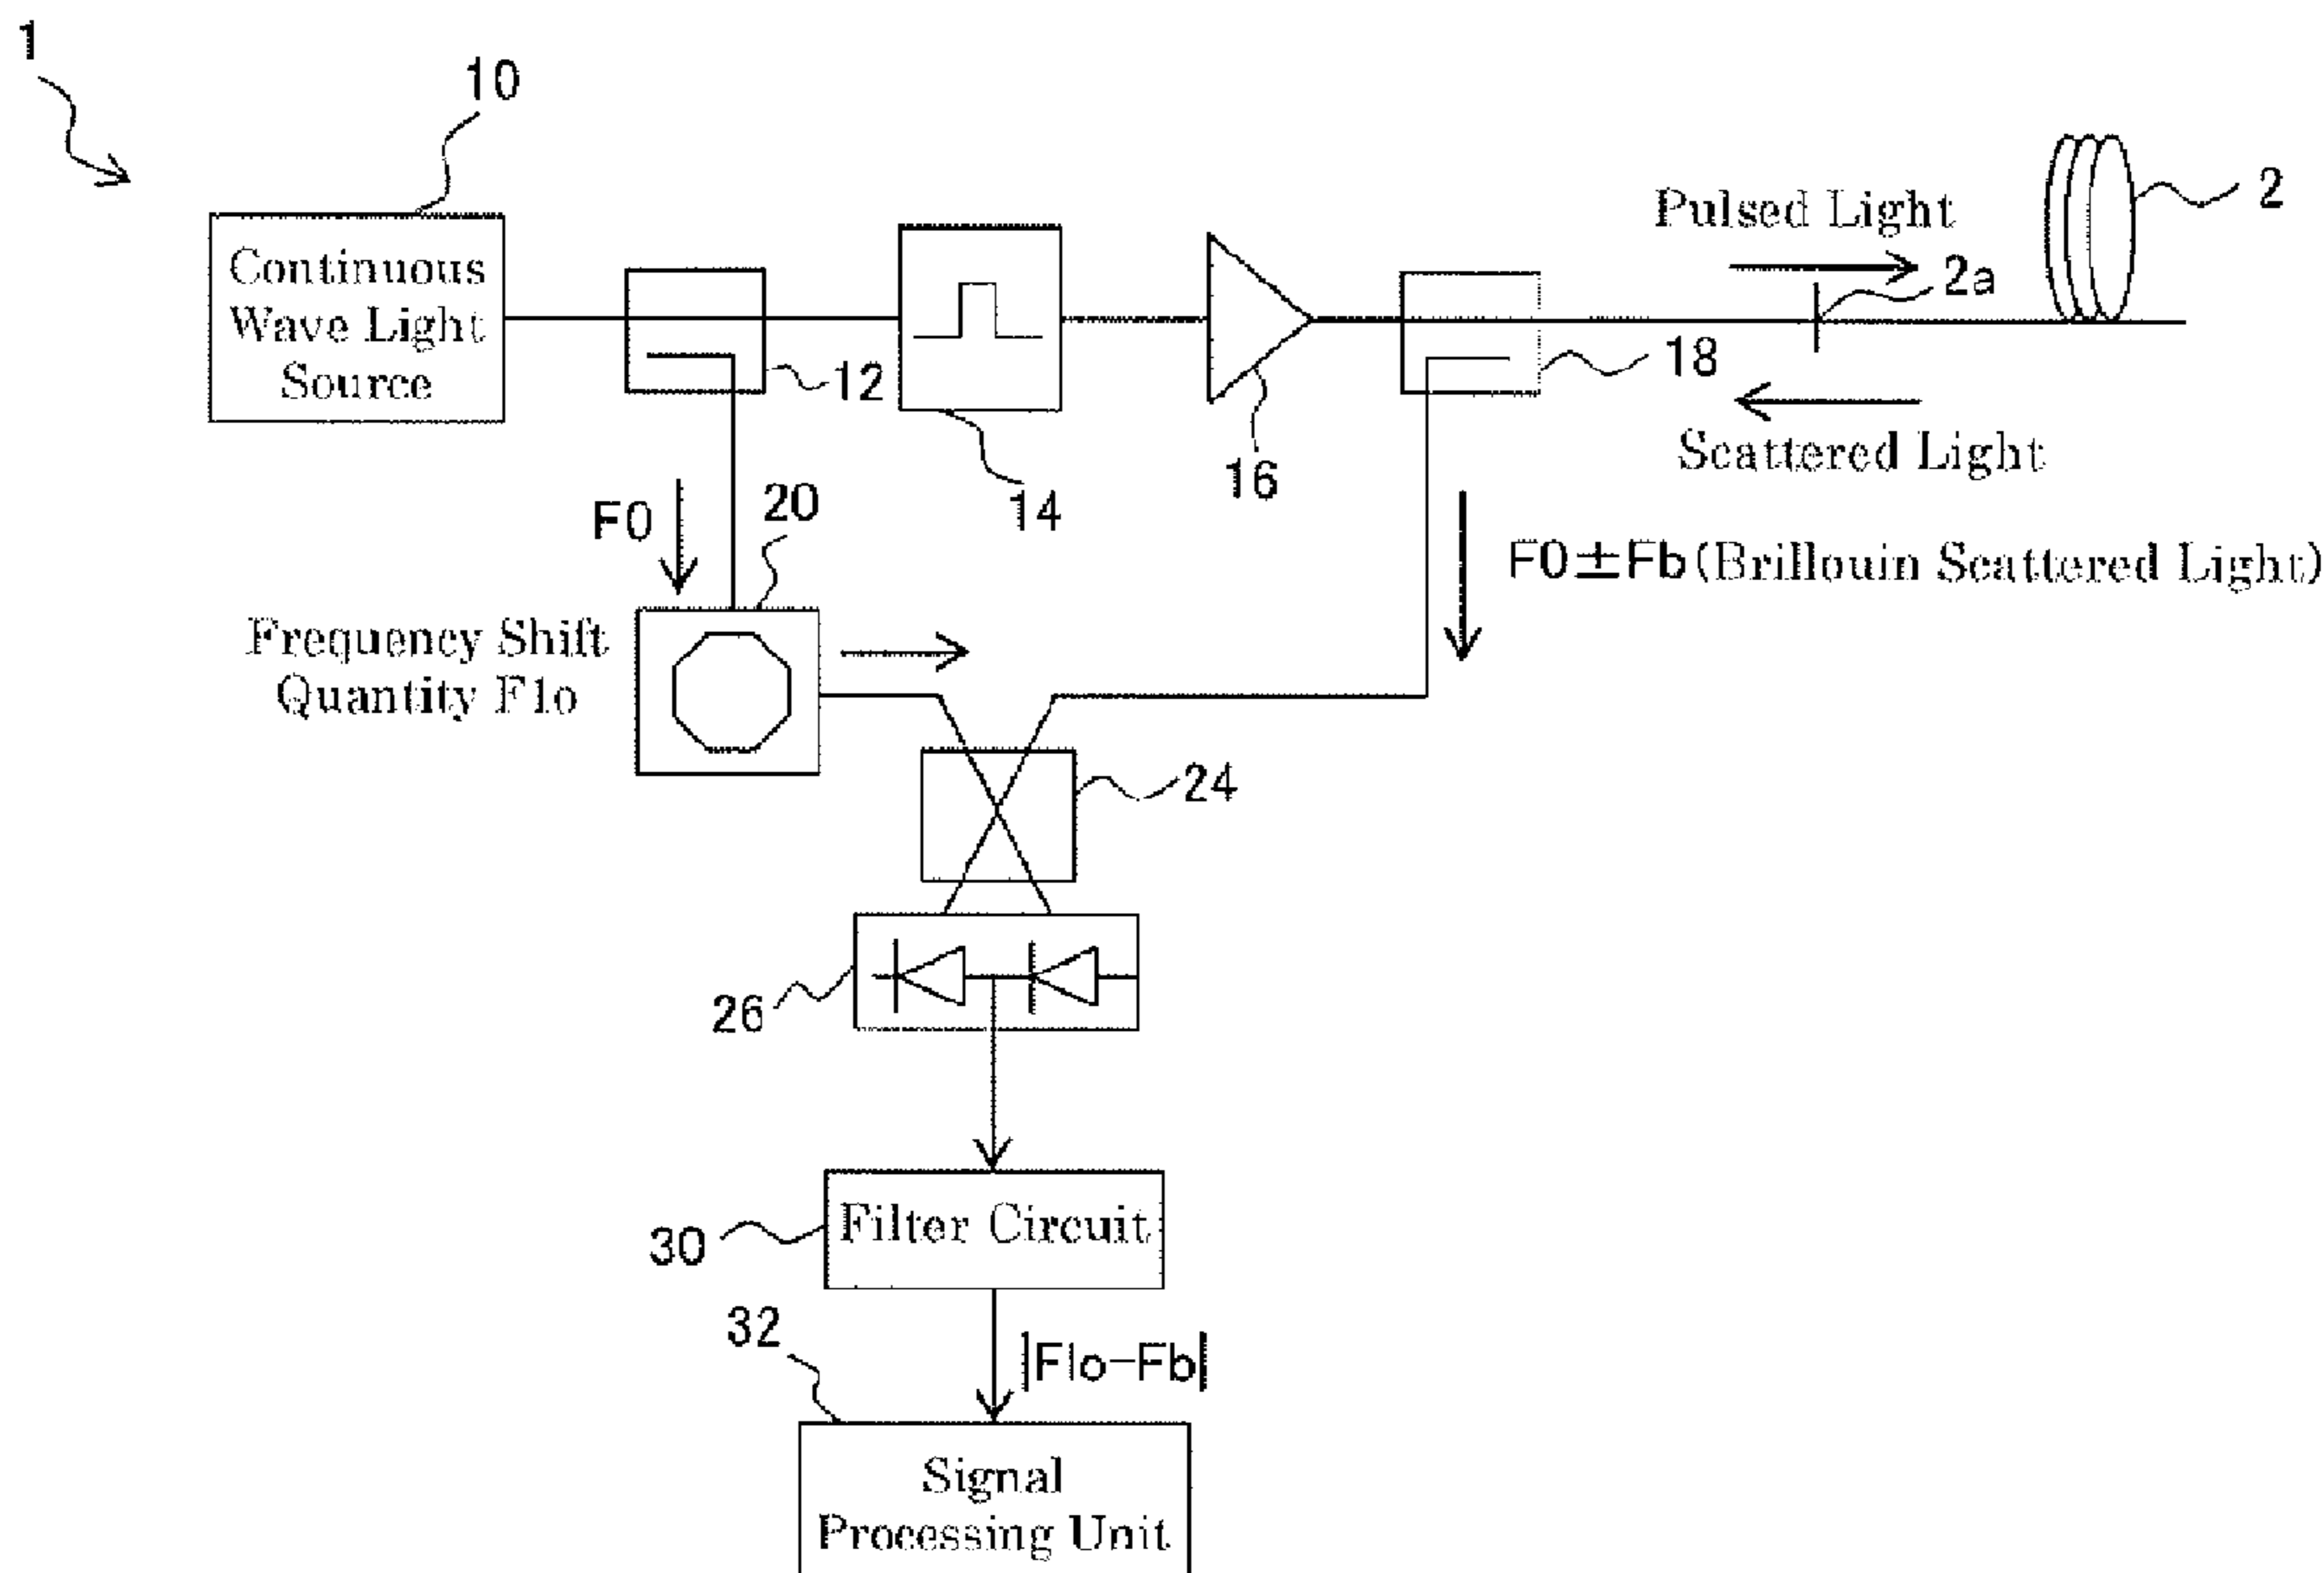 1
10
Continuous
Wave Light
Source
12
14
16
18
Pulsed Light
2a
2
Scattered Light
F0
20
F0±Fb(Brillouin Scattered Light)
Frequency Shift
Quantity Flo
24
26
Filter Circuit
30
32
|Flo-Fb|
Signal
Processing Unit